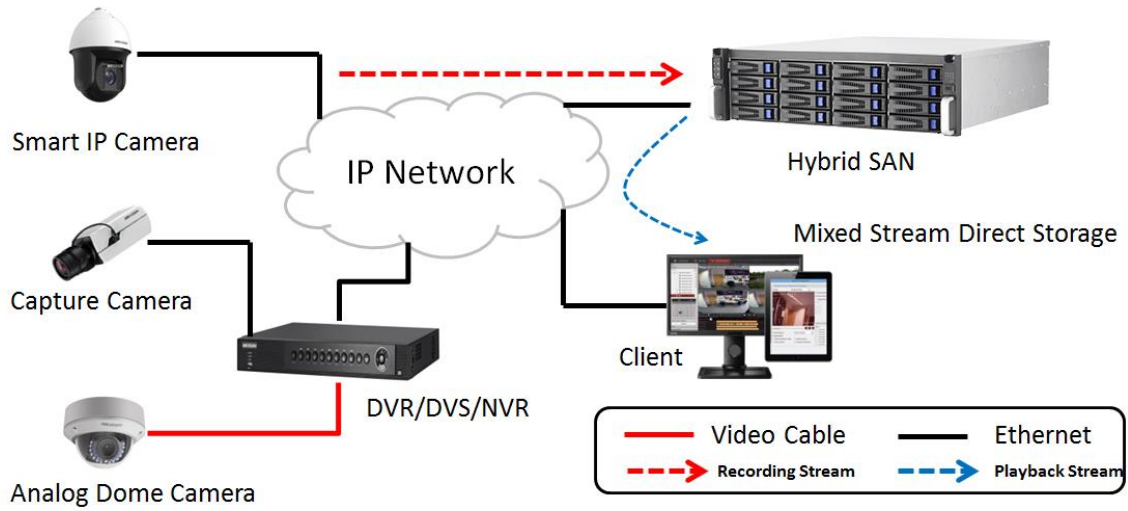 Smart IP Camera
IP Network
Hybrid SAN
Mixed Stream Direct Storage
Capture Camera
Client
DVR/DVS/NVR
Video Cable
Ethernet
Recording Stream
Playback Stream
Analog Dome Camera